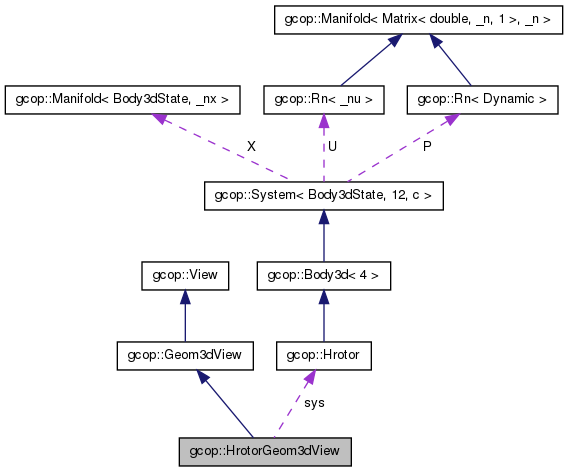 gcop::Manifold< Matrix< double, _n, 1 >, _n >
gcop::Manifold< Body3dState, _nx >
gcop::Rn< _nu >
gcop::Rn< Dynamic >
X
U
P
gcop::System< Body3dState, 12, c >
gcop::View
gcop::Body3d< 4 >
gcop::Geom3dView
gcop::Hrotor
sys
gcop::HrotorGeom3dView